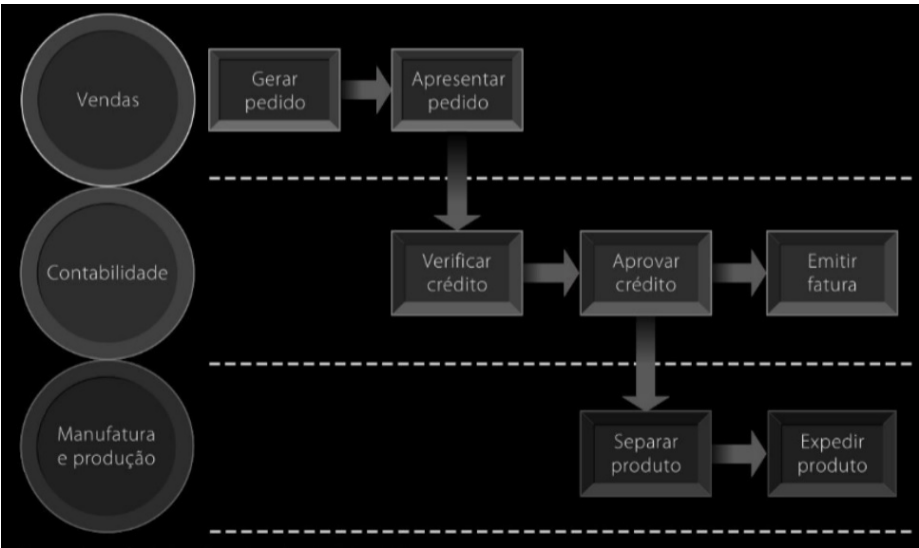 Vendas
Gerar
pedido
Apresentar
pedido
Contabilidade
Verificar
crédito
Aprovar
crédito
Emitir
fatura
Manufatura
e produção
Separar
produto
Expedir
produto